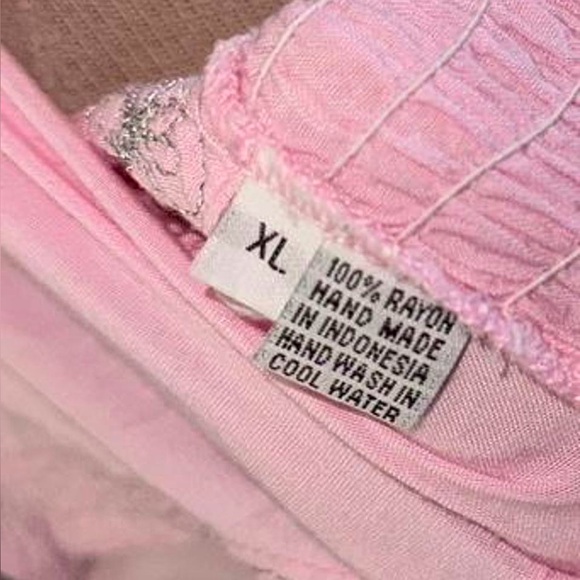 XL
100% RAYON
HAND MADE
IN INDONESIA
HAND WASH IN
COOL WATER